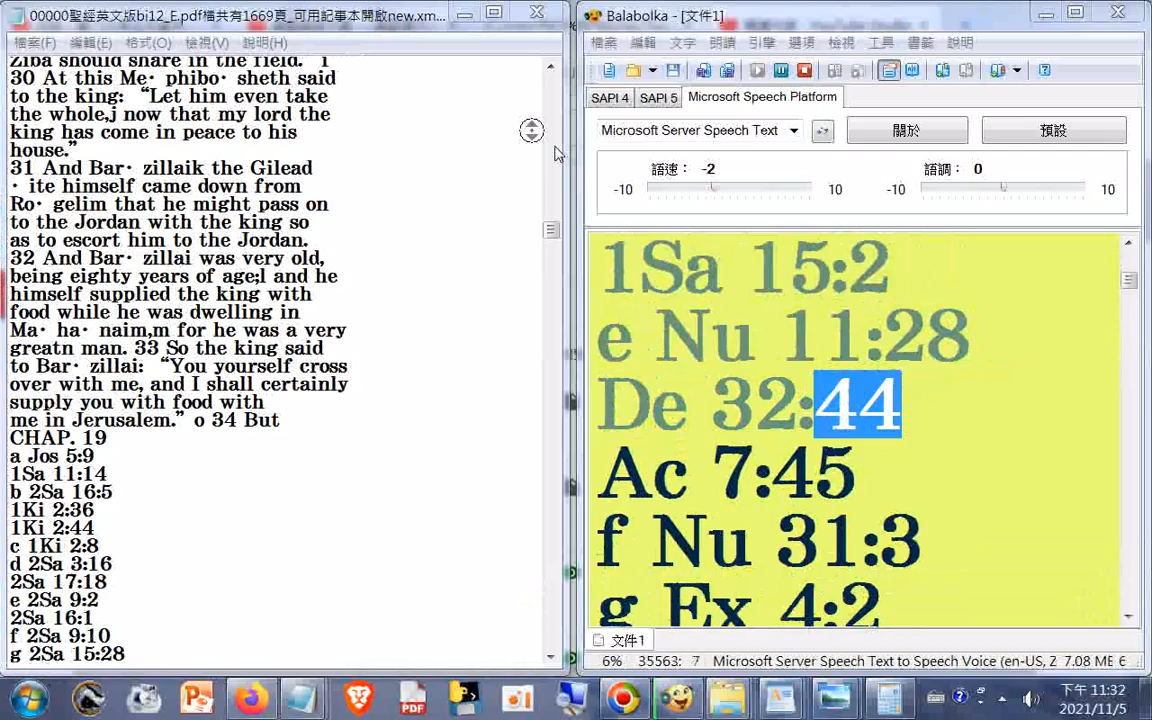 00000聖經英文版bi12_E.pdf檔共有1669頁_可用記事本開啟new.xm...
檔案(F) 編輯(E) 格式(O) 檢視(V) 說明(H)
Ziba should share in the field." i
30 At this Me· phibo· sheth said
to the king: “Let him even take
the whole,j now that my lord the
king has come in peace to his
house.”
31 And Bar· zillaik the Gilead
· ite himself came down from
Ro· gelim that he might pass on
to the Jordan with the king so
as to escort him to the Jordan.
32 And Bar· zillai was very old,
being eighty years of age;l and he
himself supplied the king with
food while he was dwelling in
Ma· ha· naim,m for he was a very
greatn man. 33 So the king said
to Bar· zillai: “You yourself cross
over with me, and I shall certainly
supply you with food with
me in Jerusalem.” o 34 But
CHAP. 19
a Jos 5:9
1Sa 11:14
b 2Sa 16:5
1Ki 2:36
1Ki 2:44
c 1Ki 2:8
d 2Sa 3:16
2Sa 17:18
e 2Sa 9:2
2Sa 16:1
f 2Sa 9:10
g 2Sa 15:28
Balabolka - [文件1]
檔案 編輯 文字 朗讀 引擎 選項 檢視 工具 書籤 說明
SAPI 4 SAPI 5 Microsoft Speech Platform
Microsoft Server Speech Text 關於 預設
語速: -2 語調: 0
-10 10 -10 10
1Sa 15:2
e Nu 11:28
De 32:44
Ac 7:45
f Nu 31:3
g Ex 4:2
文件1
6% 35563: 7 Microsoft Server Speech Text to Speech Voice (en-US, Z 7.08 MB 6
下午 11:32
2021/11/5